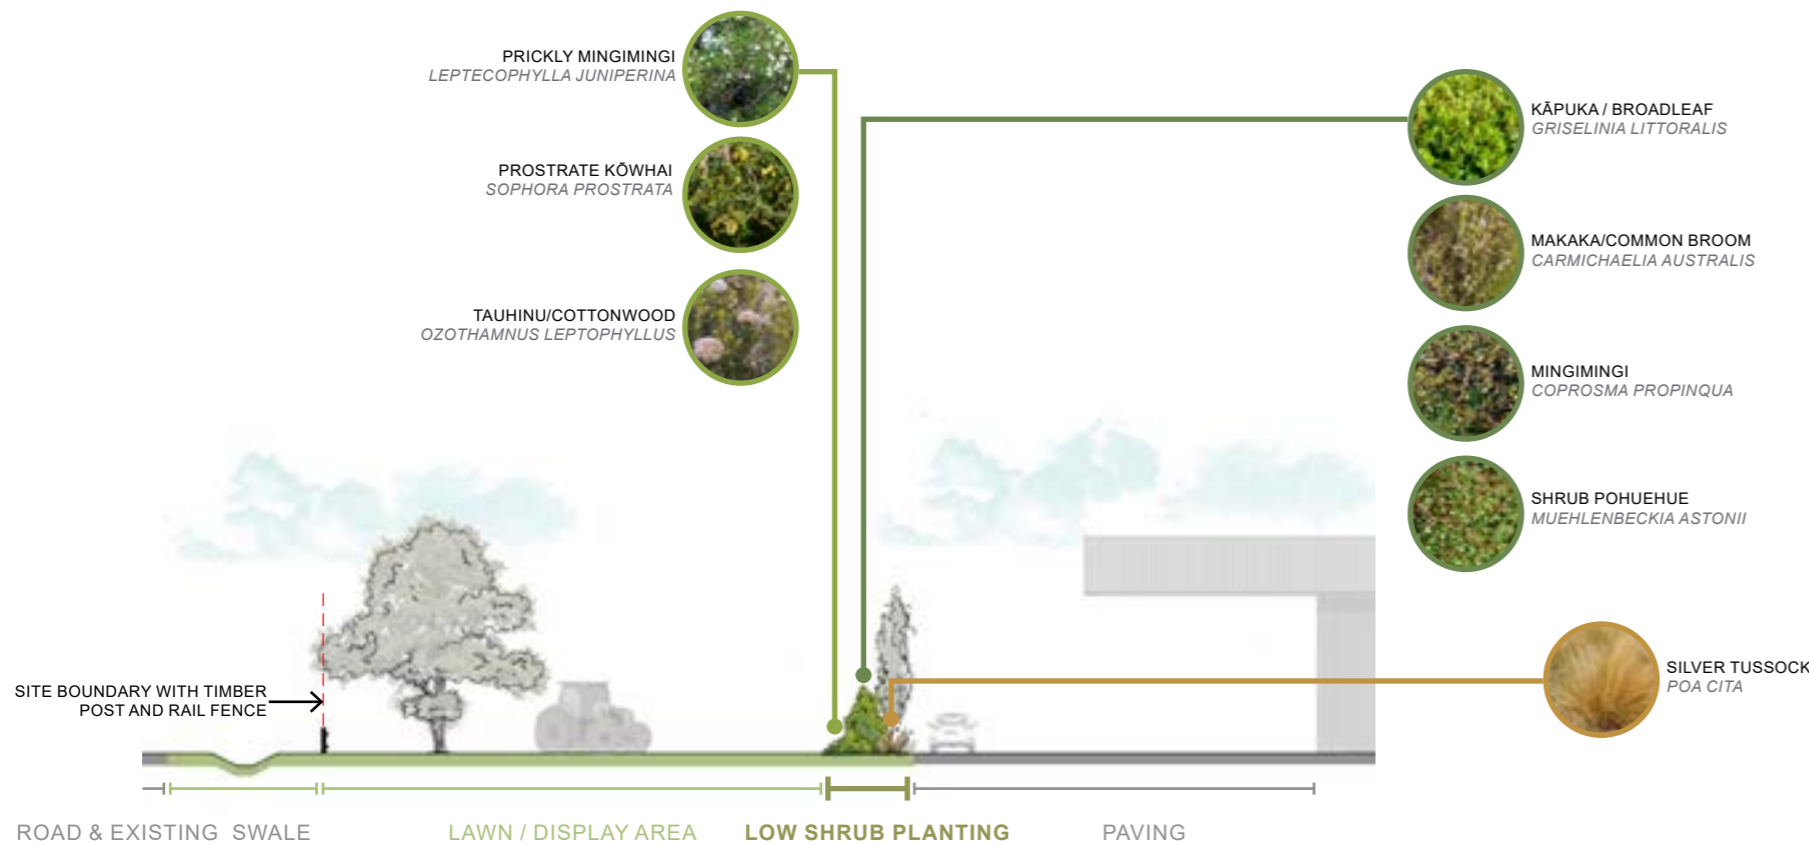 PRICKLY MINGIMINGI
LEPTECOPHYLLA JUNIPERINA
PROSTRATE KŌWHAI
SOPHORA PROSTRATA
TAUHINU/COTTONWOOD
OZOTHAMNUS LEPTOPHYLLUS
KĀPUKA / BROADLEAF
GRISELINIA LITTORALIS
MAKAKA/COMMON BROOM
CARMICHAELIA AUSTRALIS
MINGIMINGI
COPROSMA PROPINQUA
SHRUB POHUEHUE
MUEHLENBECKIA ASTONII
SILVER TUSSOCK
POA CITA
SITE BOUNDARY WITH TIMBER
POST AND RAIL FENCE
ROAD & EXISTING SWALE
LAWN / DISPLAY AREA
LOW SHRUB PLANTING
PAVING